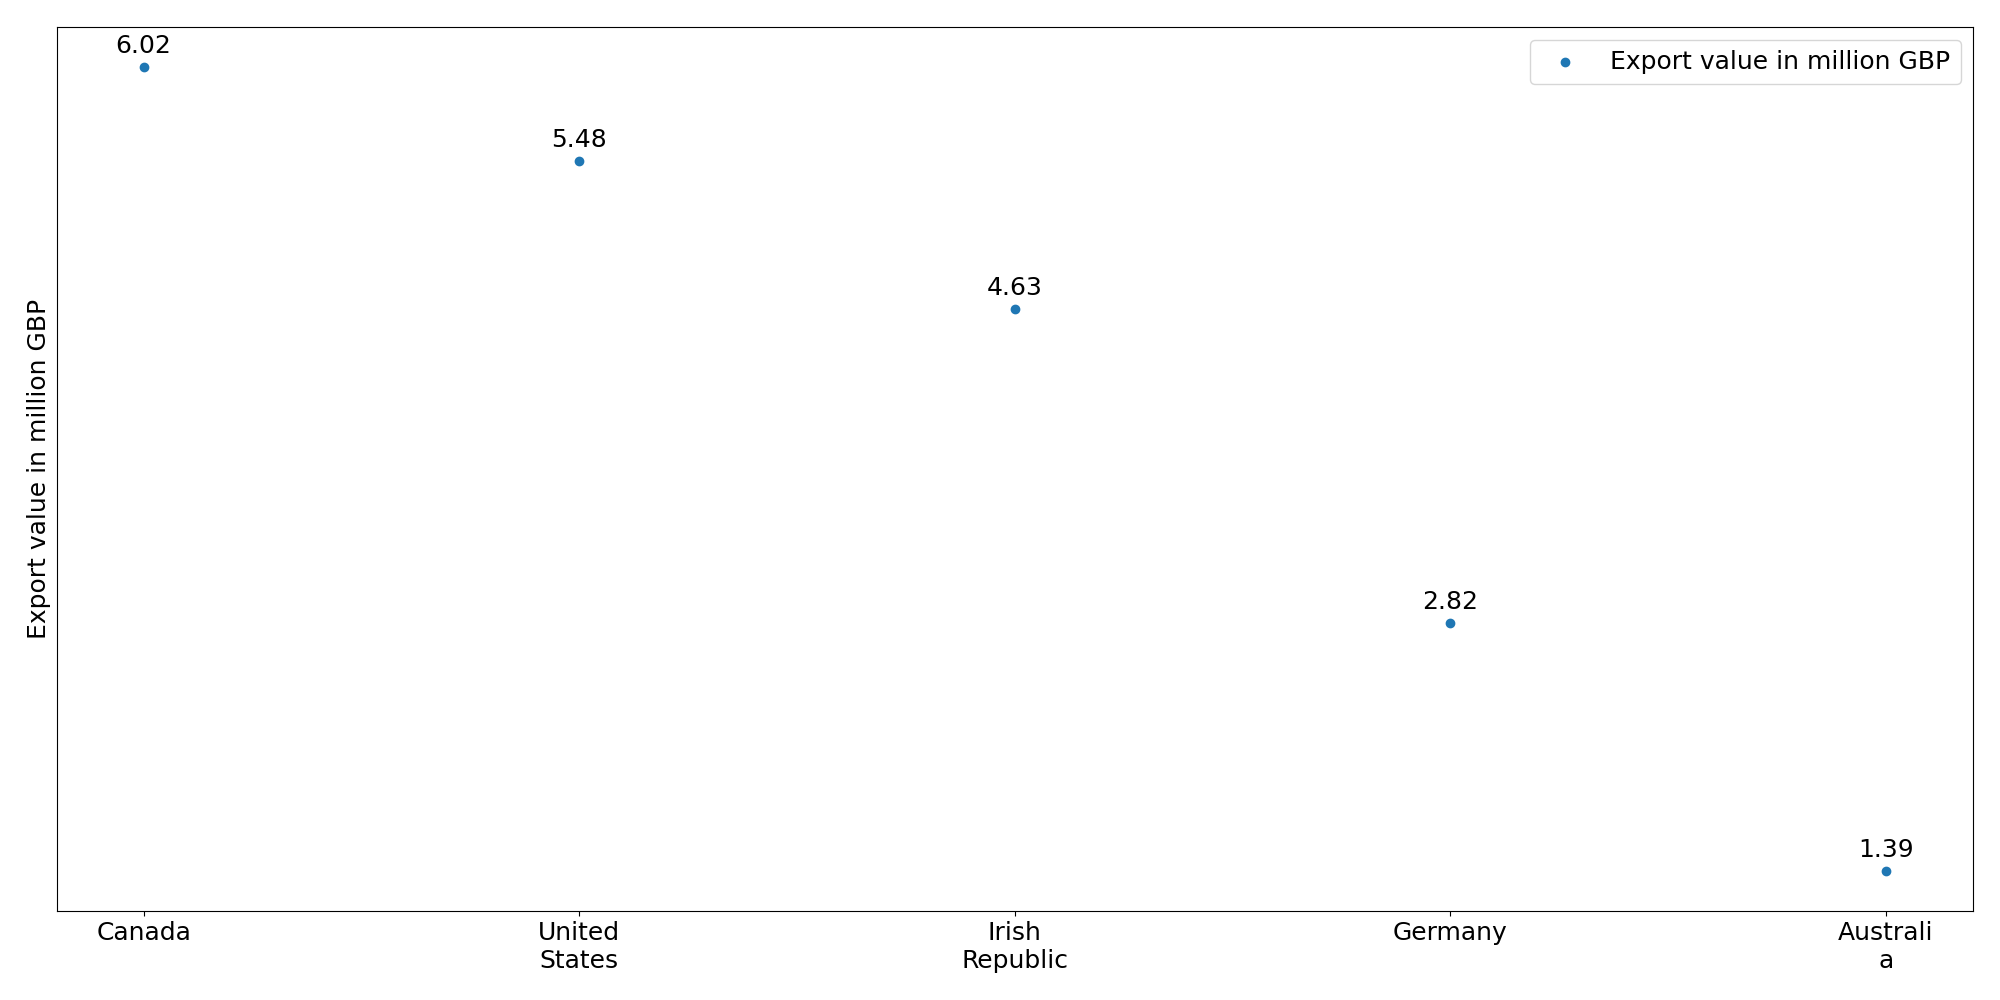 6.02
Export value in million GBP
5.48
4.63
2.82
1.39
Export value in million GBP
Canada
United
States
Irish
Republic
Germany
Australi
a